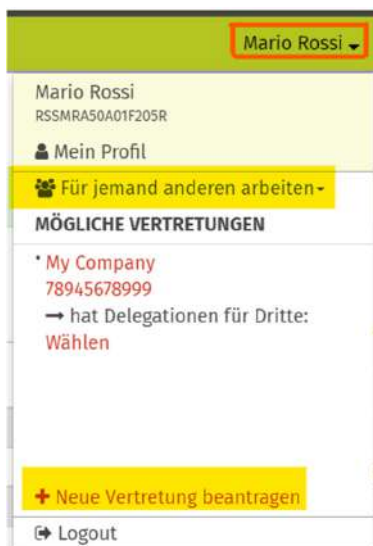 Mario Rossi
Mario Rossi
RSSMRA50A01F205R
Mein Profil
Für jemand anderen arbeiten
MÖGLICHE VERTRETUNGEN
* My Company
78945678999
→ hat Delegationen für Dritte:
Wählen
+ Neue Vertretung beantragen
Logout